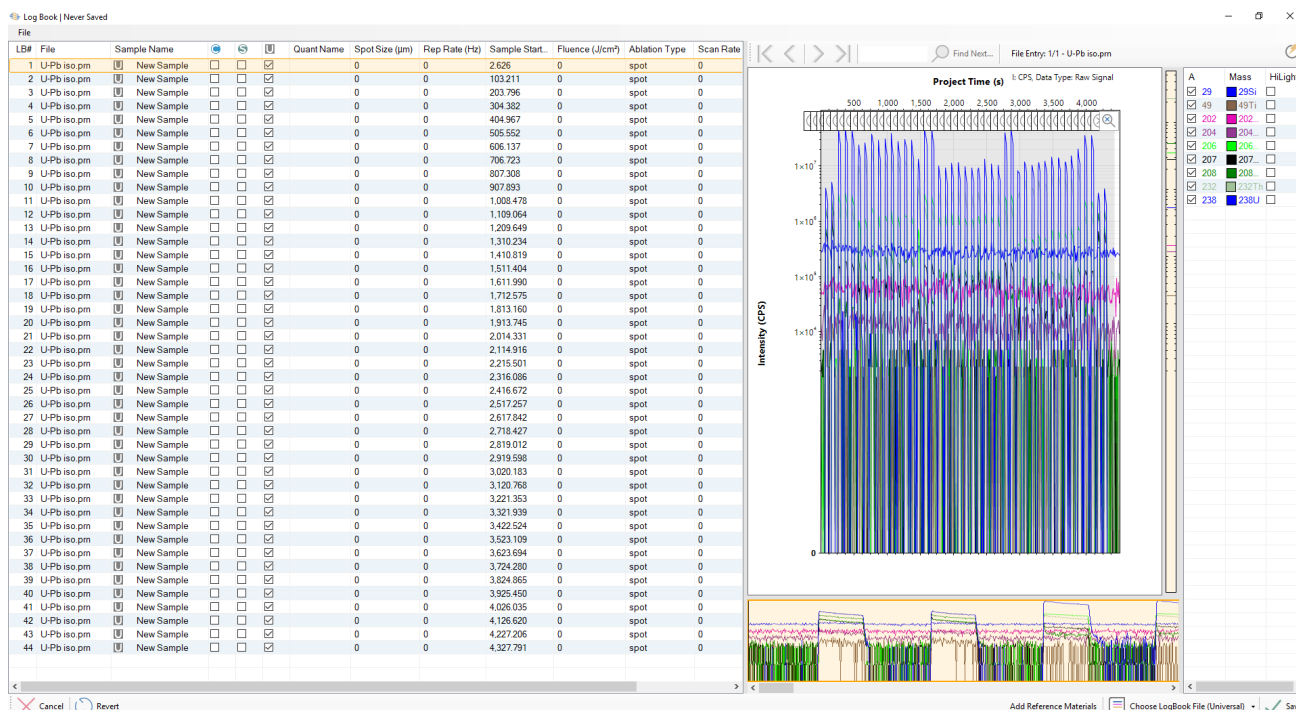 Log Book | Never Saved
File
LB# File Sample Name Quant Name Spot Size (µm) Rep Rate (Hz) Sample Start... Fluence (J/cm²) Ablation Type Scan Rate
1 U-Pb iso.prn New Sample 0 0 2.626 0 spot 0
2 U-Pb iso.prn New Sample 0 0 103.211 0 spot 0
3 U-Pb iso.prn New Sample 0 0 203.796 0 spot 0
4 U-Pb iso.prn New Sample 0 0 304.382 0 spot 0
5 U-Pb iso.prn New Sample 0 0 404.967 0 spot 0
6 U-Pb iso.prn New Sample 0 0 505.552 0 spot 0
7 U-Pb iso.prn New Sample 0 0 606.137 0 spot 0
8 U-Pb iso.prn New Sample 0 0 706.723 0 spot 0
9 U-Pb iso.prn New Sample 0 0 807.308 0 spot 0
10 U-Pb iso.prn New Sample 0 0 907.893 0 spot 0
11 U-Pb iso.prn New Sample 0 0 1,008.478 0 spot 0
12 U-Pb iso.prn New Sample 0 0 1,109.064 0 spot 0
13 U-Pb iso.prn New Sample 0 0 1,209.649 0 spot 0
14 U-Pb iso.prn New Sample 0 0 1,310.234 0 spot 0
15 U-Pb iso.prn New Sample 0 0 1,410.819 0 spot 0
16 U-Pb iso.prn New Sample 0 0 1,511.404 0 spot 0
17 U-Pb iso.prn New Sample 0 0 1,611.990 0 spot 0
18 U-Pb iso.prn New Sample 0 0 1,712.575 0 spot 0
19 U-Pb iso.prn New Sample 0 0 1,813.160 0 spot 0
20 U-Pb iso.prn New Sample 0 0 1,913.745 0 spot 0
21 U-Pb iso.prn New Sample 0 0 2,014.331 0 spot 0
22 U-Pb iso.prn New Sample 0 0 2,114.916 0 spot 0
23 U-Pb iso.prn New Sample 0 0 2,215.501 0 spot 0
24 U-Pb iso.prn New Sample 0 0 2,316.086 0 spot 0
25 U-Pb iso.prn New Sample 0 0 2,416.672 0 spot 0
26 U-Pb iso.prn New Sample 0 0 2,517.257 0 spot 0
27 U-Pb iso.prn New Sample 0 0 2,617.842 0 spot 0
28 U-Pb iso.prn New Sample 0 0 2,718.427 0 spot 0
29 U-Pb iso.prn New Sample 0 0 2,819.012 0 spot 0
30 U-Pb iso.prn New Sample 0 0 2,919.598 0 spot 0
31 U-Pb iso.prn New Sample 0 0 3,020.183 0 spot 0
32 U-Pb iso.prn New Sample 0 0 3,120.768 0 spot 0
33 U-Pb iso.prn New Sample 0 0 3,221.353 0 spot 0
34 U-Pb iso.prn New Sample 0 0 3,321.939 0 spot 0
35 U-Pb iso.prn New Sample 0 0 3,422.524 0 spot 0
36 U-Pb iso.prn New Sample 0 0 3,523.109 0 spot 0
37 U-Pb iso.prn New Sample 0 0 3,623.694 0 spot 0
38 U-Pb iso.prn New Sample 0 0 3,724.280 0 spot 0
39 U-Pb iso.prn New Sample 0 0 3,824.865 0 spot 0
40 U-Pb iso.prn New Sample 0 0 3,925.450 0 spot 0
41 U-Pb iso.prn New Sample 0 0 4,026.035 0 spot 0
42 U-Pb iso.prn New Sample 0 0 4,126.620 0 spot 0
43 U-Pb iso.prn New Sample 0 0 4,227.206 0 spot 0
44 U-Pb iso.prn New Sample 0 0 4,327.791 0 spot 0
Find Next... File Entry: 1/1 - U-Pb iso.prn
Project Time (s) I: CPS, Data Type: Raw Signal
500 1,000 1,500 2,000 2,500 3,000 3,500 4,000
1×10⁷
1×10⁶
1×10⁴
0
Intensity (CPS)
A Mass HiLight
29 29Si
49 49Ti
202 202...
204 204...
206 206...
207 207...
208 208...
232 232Th
238 238U
Cancel Revert Add Reference Materials Choose LogBook File (Universal) Sav